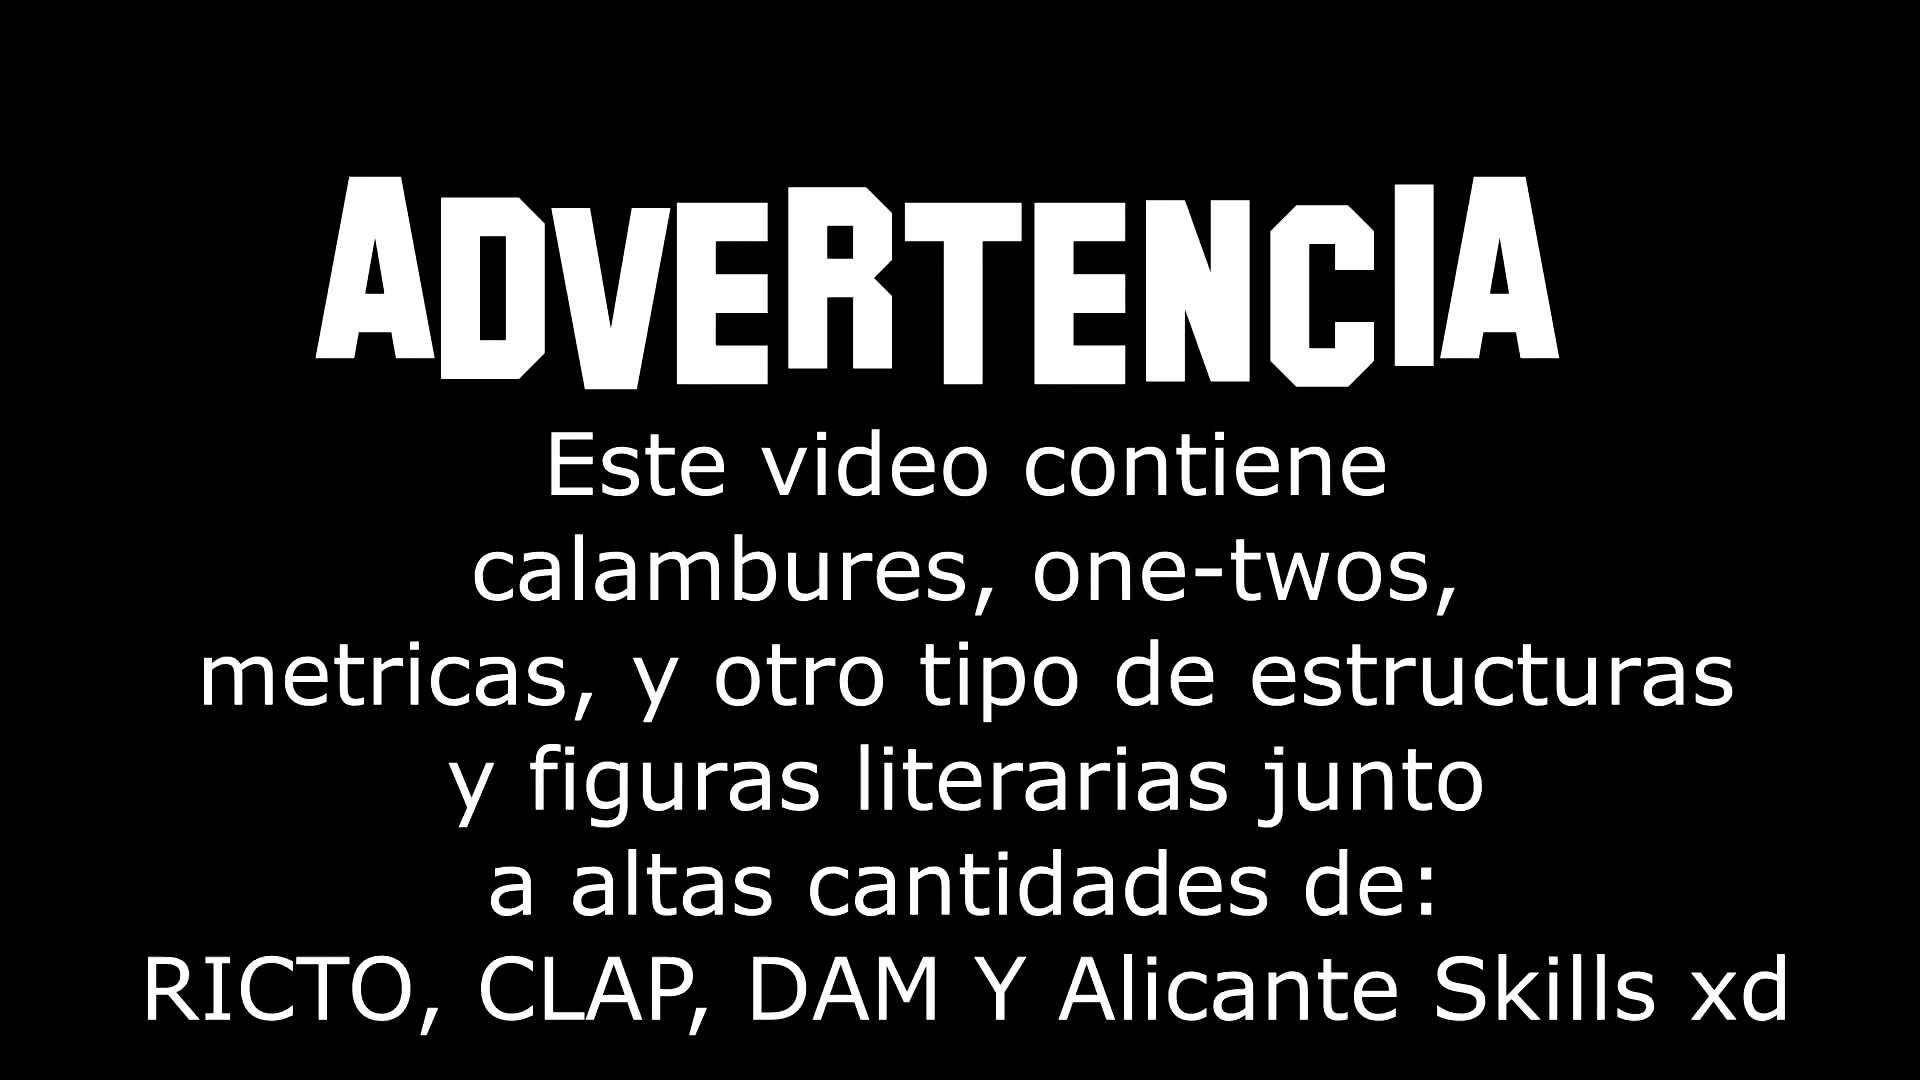 ADVERTENCIA
Este video contiene
calambures, one-twos,
metricas, y otro tipo de estructuras
y figuras literarias junto
a altas cantidades de:
RICTO, CLAP, DAM Y Alicante Skills xd